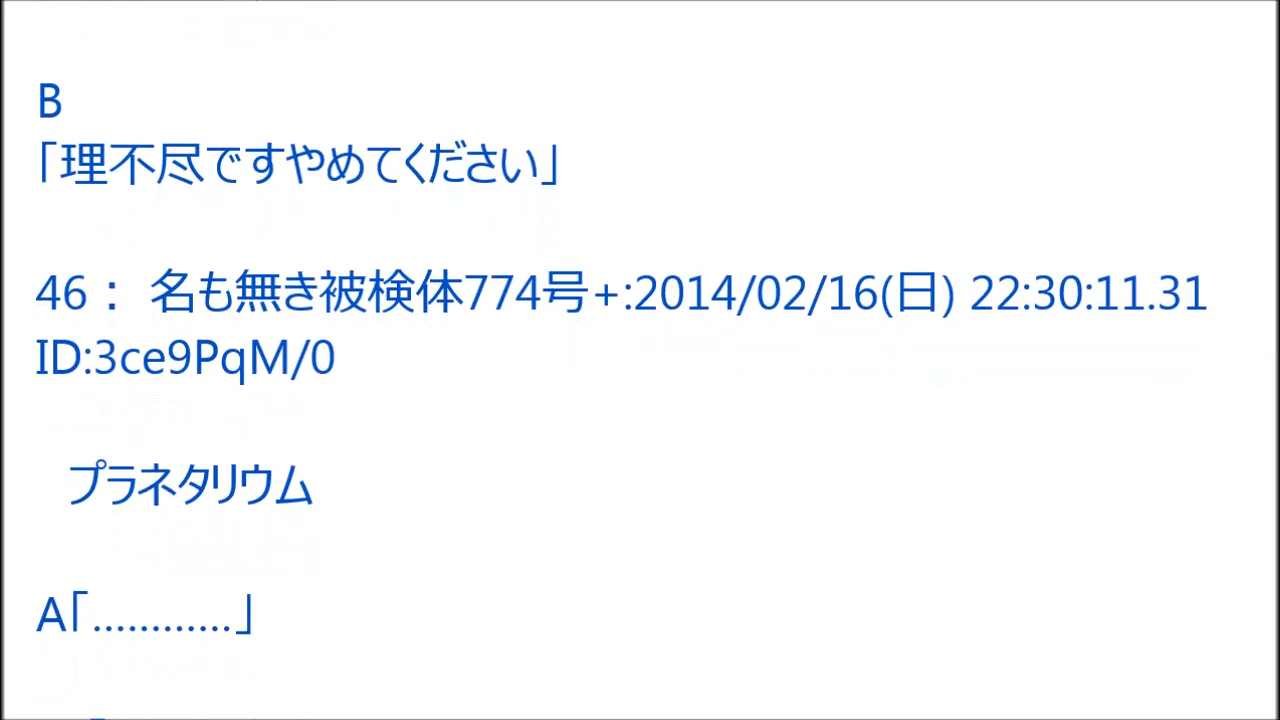 B
「理不尽ですやめてください」
46： 名も無き被検体774号+:2014/02/16(日) 22:30:11.31
ID:3ce9PqM/0
プラネタリウム
A「…………」